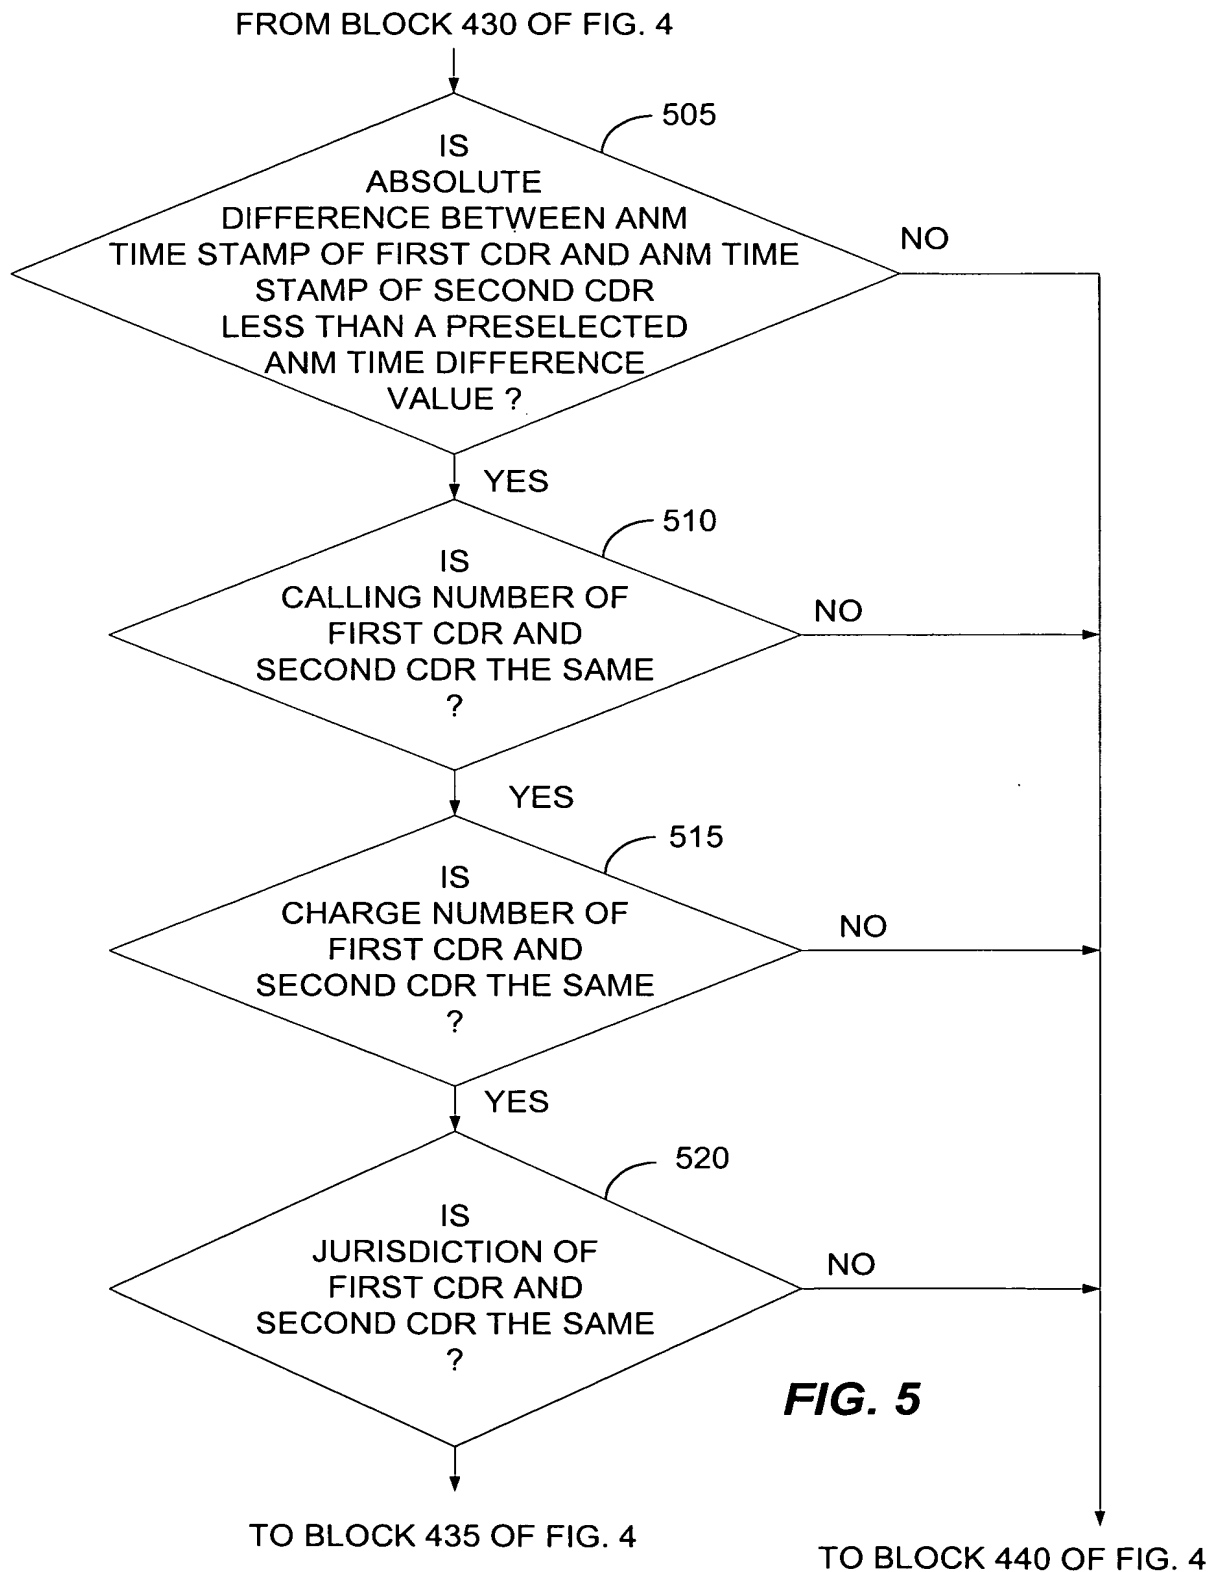 FROM BLOCK 430 OF FIG. 4
505
IS
ABSOLUTE
DIFFERENCE BETWEEN ANM
TIME STAMP OF FIRST CDR AND ANM TIME
STAMP OF SECOND CDR
LESS THAN A PRESELECTED
ANM TIME DIFFERENCE
VALUE ?
NO
YES
510
IS
CALLING NUMBER OF
FIRST CDR AND
SECOND CDR THE SAME
?
NO
YES
515
IS
CHARGE NUMBER OF
FIRST CDR AND
SECOND CDR THE SAME
?
NO
YES
520
IS
JURISDICTION OF
FIRST CDR AND
SECOND CDR THE SAME
?
NO
FIG. 5
TO BLOCK 435 OF FIG. 4
TO BLOCK 440 OF FIG. 4